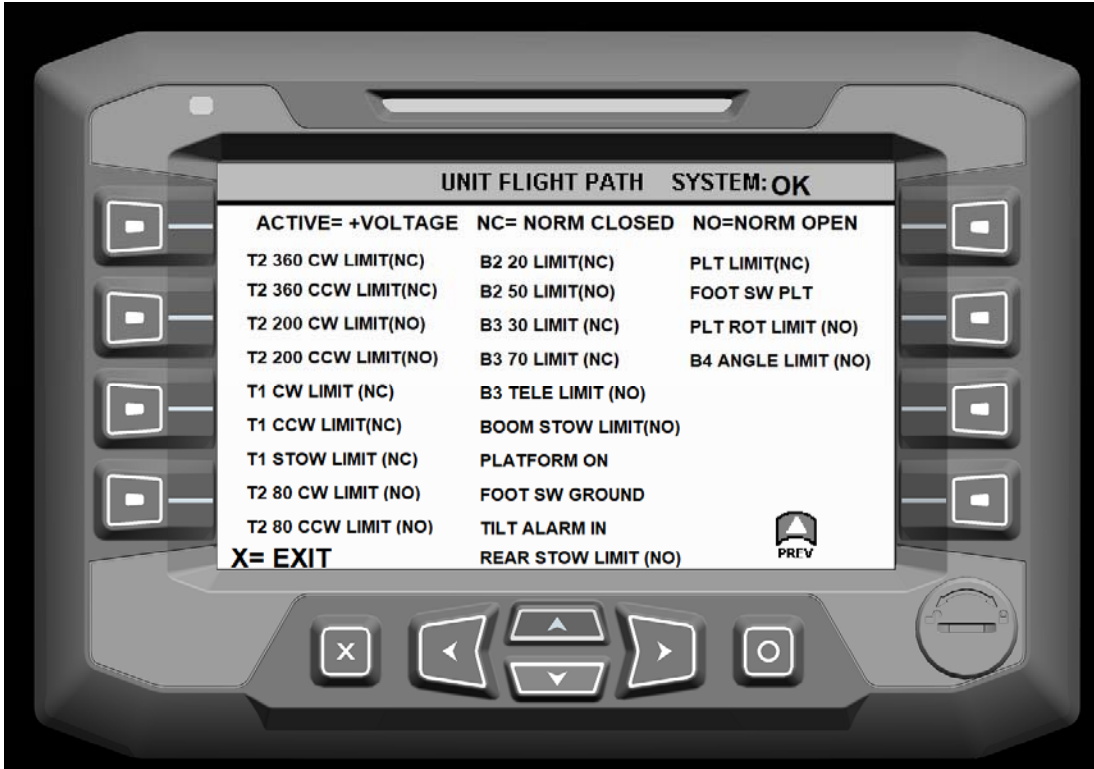 UNIT FLIGHT PATH SYSTEM: OK
ACTIVE= +VOLTAGE NC= NORM CLOSED NO=NORM OPEN
T2 360 CW LIMIT(NC)
T2 360 CCW LIMIT(NC)
T2 200 CW LIMIT(NO)
T2 200 CCW LIMIT(NO)
T1 CW LIMIT (NC)
T1 CCW LIMIT(NC)
T1 STOW LIMIT (NC)
T2 80 CW LIMIT (NO)
T2 80 CCW LIMIT (NO)
X= EXIT
B2 20 LIMIT(NC)
B2 50 LIMIT(NO)
B3 30 LIMIT (NC)
B3 70 LIMIT (NC)
B3 TELE LIMIT (NO)
BOOM STOW LIMIT(NO)
PLATFORM ON
FOOT SW GROUND
TILT ALARM IN
REAR STOW LIMIT (NO)
PLT LIMIT(NC)
FOOT SW PLT
PLT ROT LIMIT (NO)
B4 ANGLE LIMIT (NO)
PREV
X